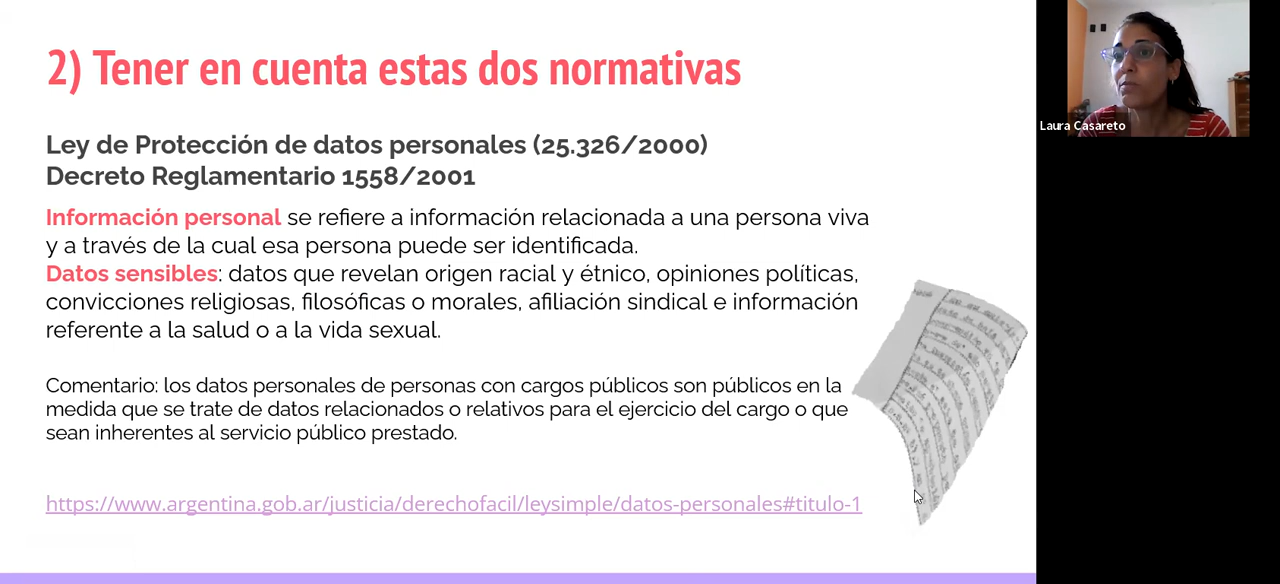 2) Tener en cuenta estas dos normativas
Ley de Protección de datos personales (25.326/2000)
Decreto Reglamentario 1558/2001
Información personal se refiere a información relacionada a una persona viva
y a través de la cual esa persona puede ser identificada.
Datos sensibles: datos que revelan origen racial y étnico, opiniones políticas,
convicciones religiosas, filosóficas o morales, afiliación sindical e información
referente a la salud o a la vida sexual.
Comentario: los datos personales de personas con cargos públicos son públicos en la
medida que se trate de datos relacionados o relativos para el ejercicio del cargo o que
sean inherentes al servicio público prestado.
https://www.argentina.gob.ar/justicia/derechofacil/leysimple/datos-personales#titulo-1
Laura Casareto